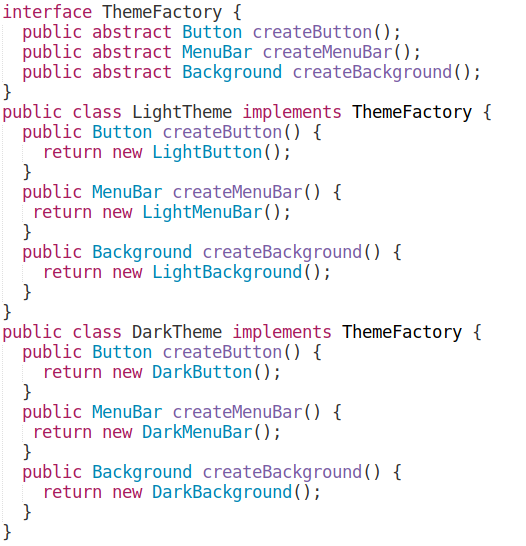 interface ThemeFactory {
  public abstract Button createButton();
  public abstract MenuBar createMenuBar();
  public abstract Background createBackground();
}
public class LightTheme implements ThemeFactory {
  public Button createButton() {
    return new LightButton();
  }
  public MenuBar createMenuBar() {
   return new LightMenuBar();
  }
  public Background createBackground() {
    return new LightBackground();
  }
}
public class DarkTheme implements ThemeFactory {
  public Button createButton() {
    return new DarkButton();
  }
  public MenuBar createMenuBar() {
   return new DarkMenuBar();
  }
  public Background createBackground() {
    return new DarkBackground();
  }
}